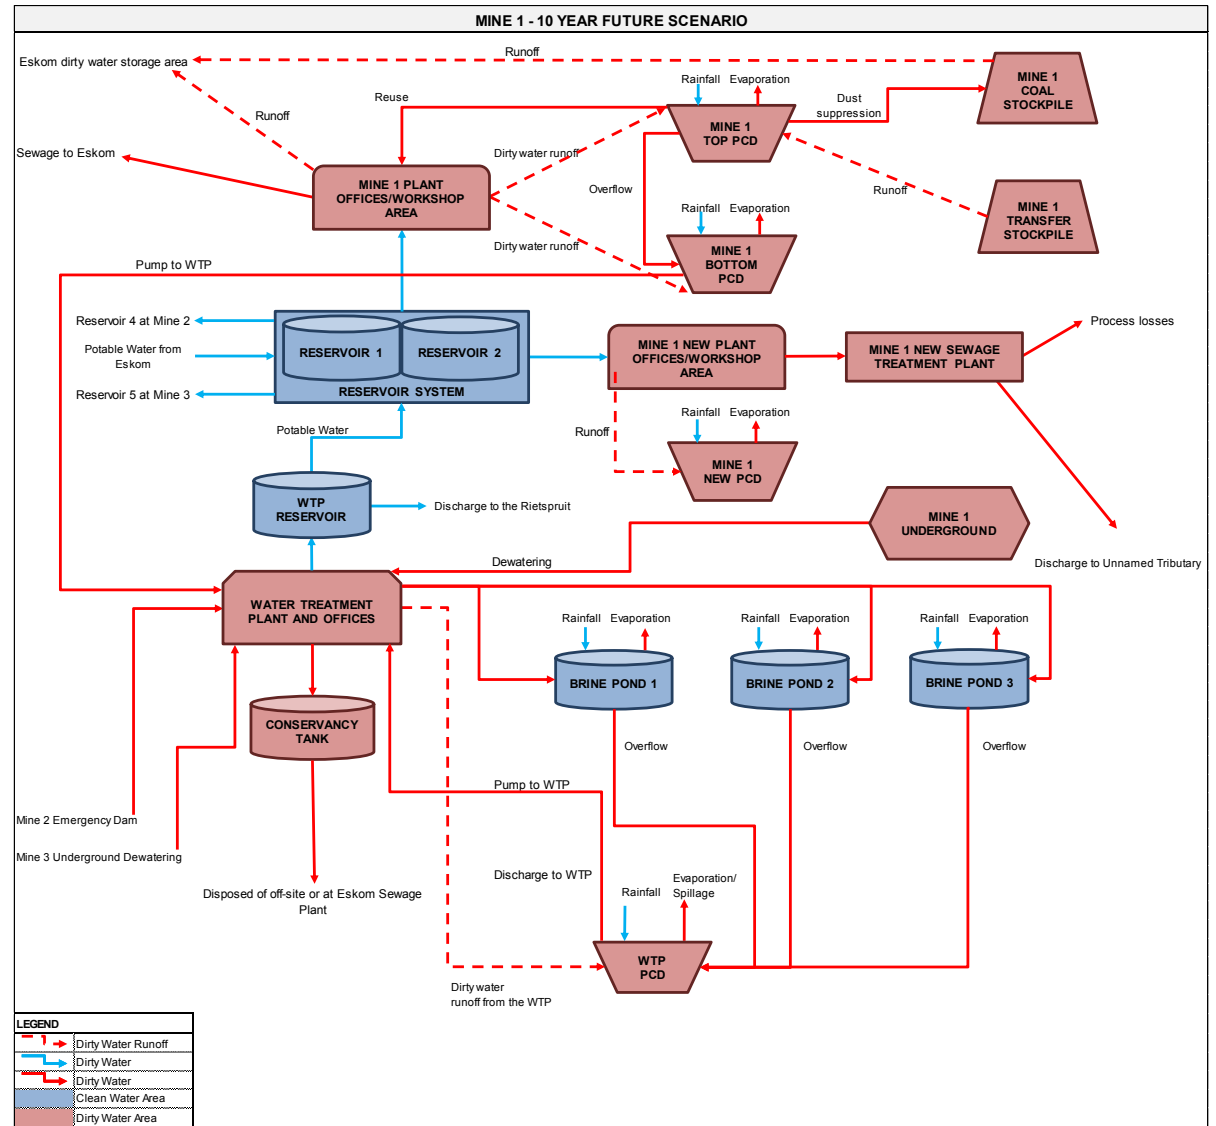 MINE 1 - 10 YEAR FUTURE SCENARIO
Runoff
Eskom dirty water storage area
Rainfall
Evaporation
MINE 1
COAL
STOCKPILE
Reuse
Dust
suppression
Runoff
MINE 1
TOP PCD
Sewage to Eskom
Dirty water runoff
MINE 1 PLANT
OFFICES/WORKSHOP
AREA
Overflow
Runoff
MINE 1
TRANSFER
STOCKPILE
Rainfall
Evaporation
Dirty water runoff
MINE 1
BOTTOM
PCD
Pump to WTP
Reservoir 4 at Mine 2
Process losses
Potable Water from
Eskom
RESERVOIR 1
RESERVOIR 2
MINE 1 NEW PLANT
OFFICES/WORKSHOP
AREA
MINE 1 NEW SEWAGE
TREATMENT PLANT
Reservoir 5 at Mine 3
RESERVOIR SYSTEM
Rainfall
Evaporation
Potable Water
Runoff
MINE 1
NEW PCD
WTP
RESERVOIR
Discharge to the Rietspruit
MINE 1
UNDERGROUND
Dewatering
Discharge to Unnamed Tributary
WATER TREATMENT
PLANT AND OFFICES
Rainfall
Evaporation
Rainfall
Evaporation
Rainfall
Evaporation
BRINE POND 1
BRINE POND 2
BRINE POND 3
CONSERVANCY
TANK
Overflow
Overflow
Overflow
Pump to WTP
Mine 2 Emergency Dam
Mine 3 Underground Dewatering
Discharge to WTP
Rainfall
Evaporation/
Spillage
Disposed of off-site or at Eskom Sewage
Plant
WTP
PCD
Dirty water
runoff from the WTP
LEGEND
Dirty Water Runoff
Dirty Water
Dirty Water
Clean Water Area
Dirty Water Area